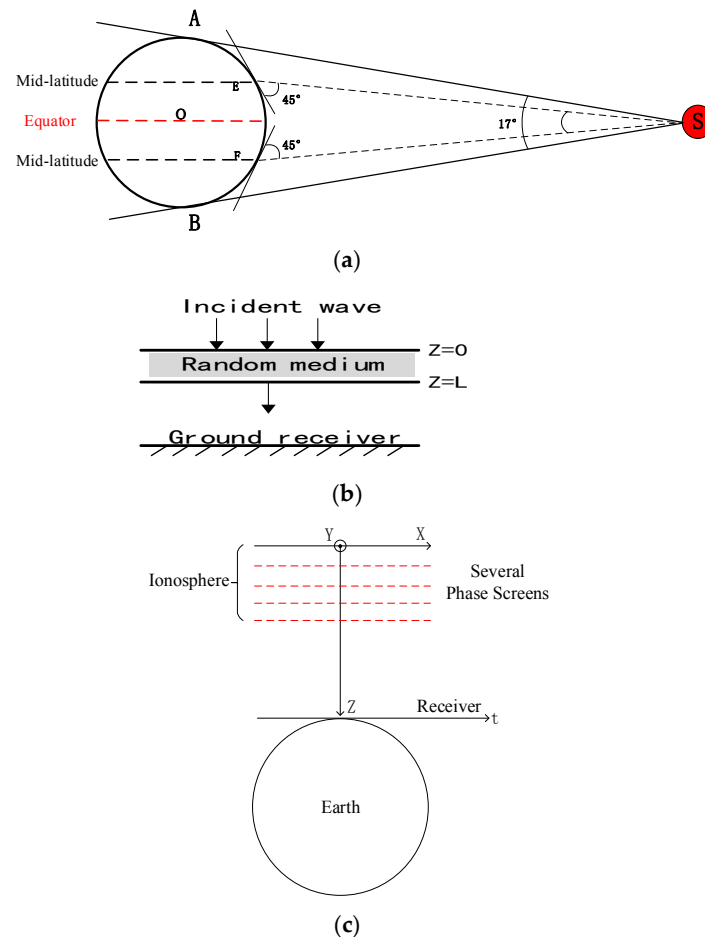 A
Mid-latitude
E
45°
Equator
O
17°
S
45°
Mid-latitude
F
B
(a)
Incident wave
Z=0
Random medium
Z=L
Ground receiver
(b)
Y
X
Ionosphere
Several
Phase Screens
Z
Receiver
t
Earth
(c)